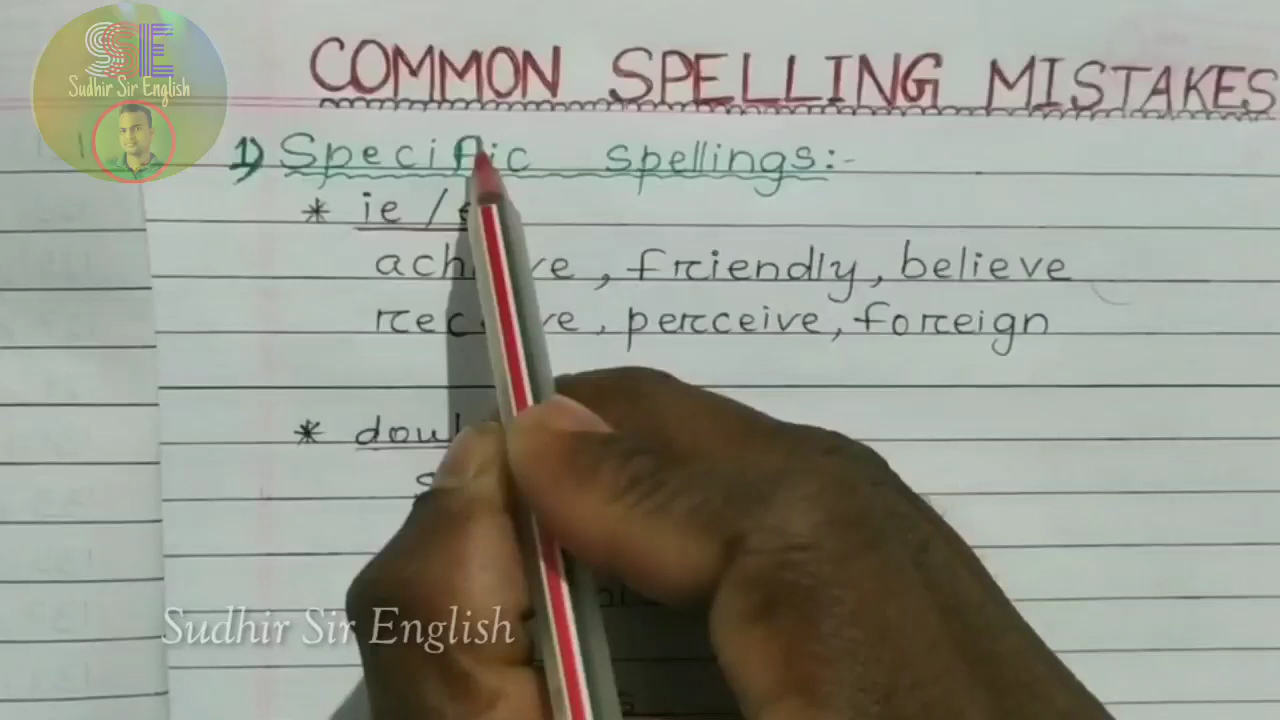 SE
Sudhir Sir English
COMMON SPELLING MISTAKES
1) Specific spellings:-
* ie /
, friendly, believe
, perceive, foreign
*
Sudhir Sir English